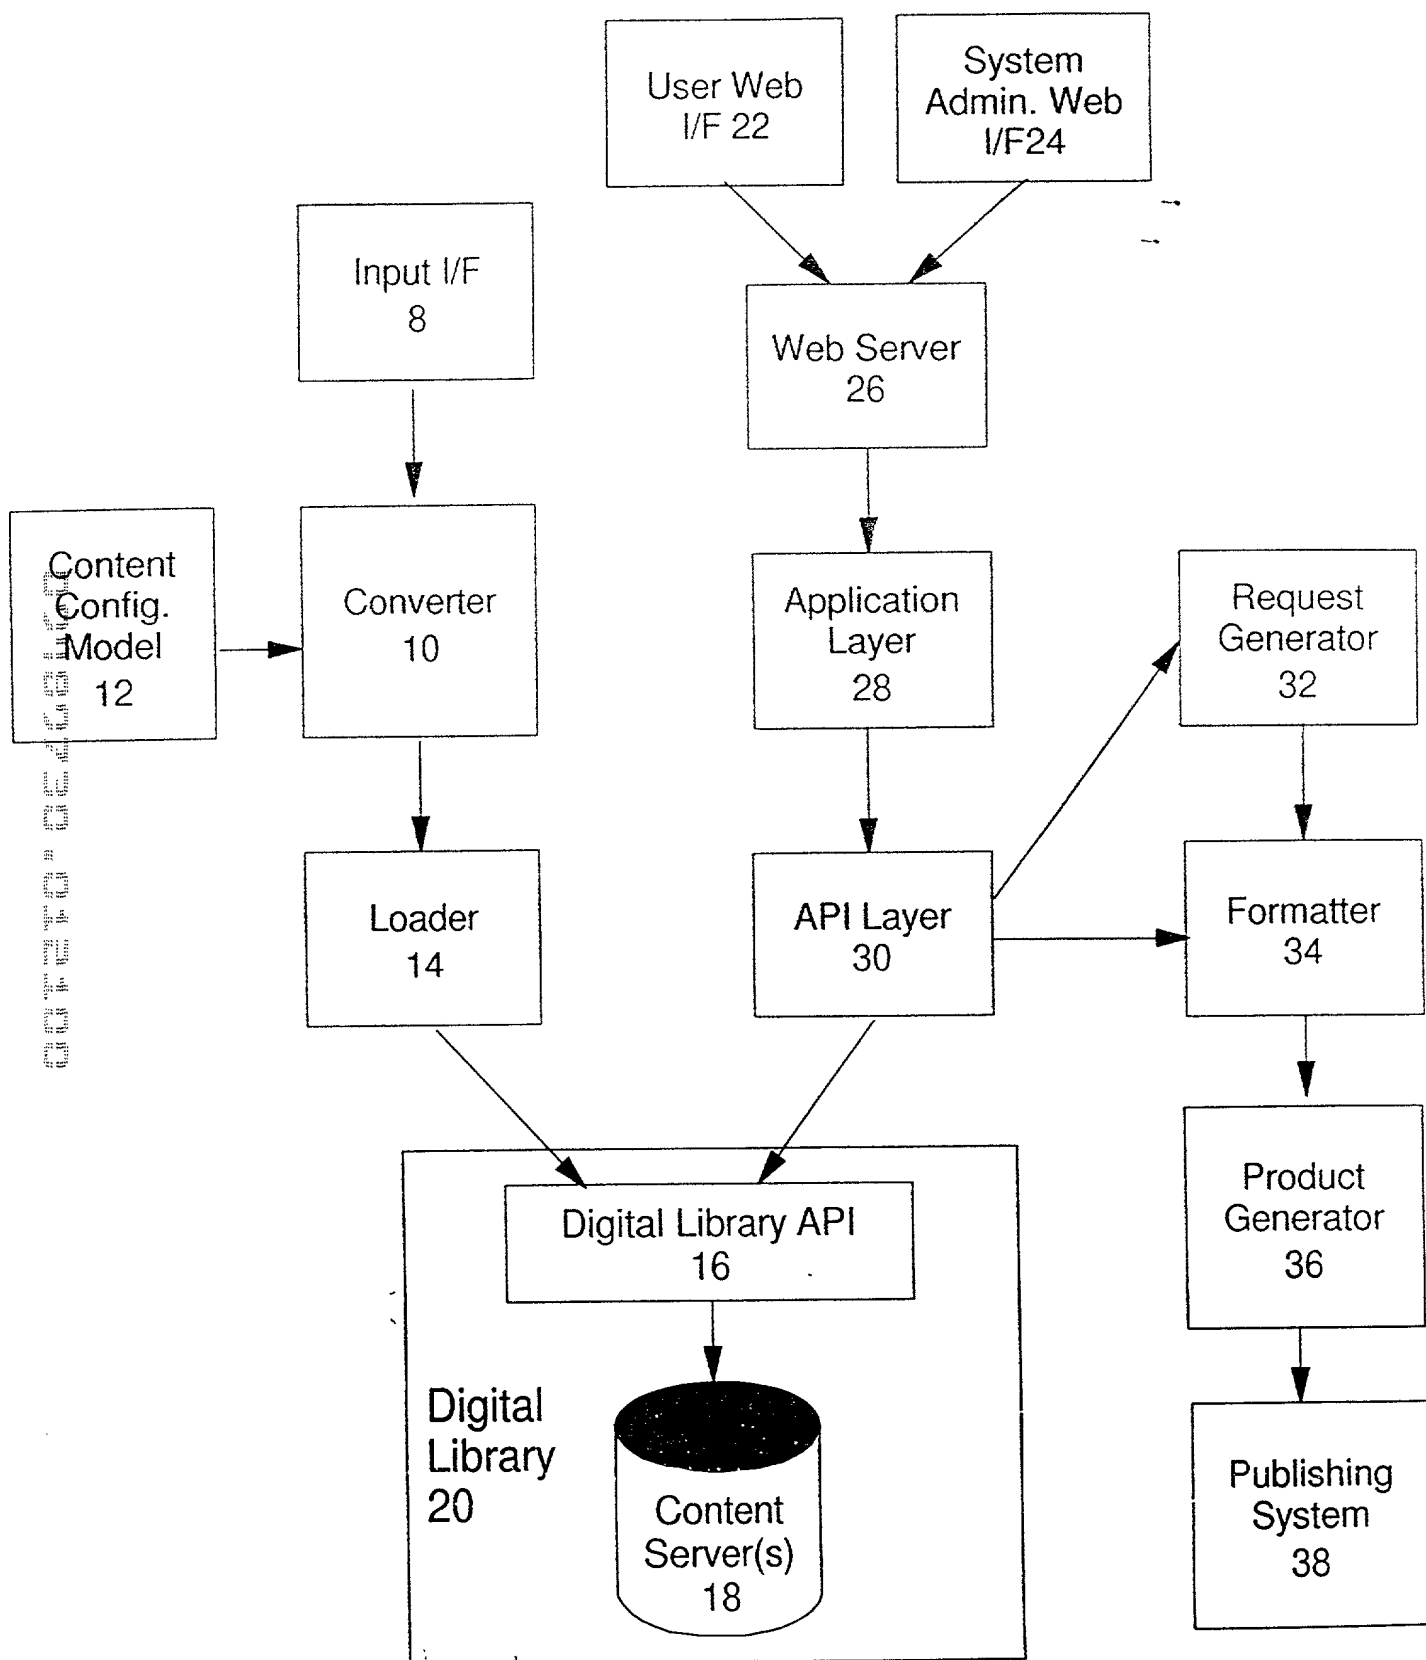 User Web
I/F 22
System
Admin. Web
I/F24
Input I/F
8
Web Server
26
Content
Config.
Model
12
Converter
10
Application
Layer
28
Request
Generator
32
Loader
14
API Layer
30
Formatter
34
Digital Library API
16
Product
Generator
36
Digital
Library
20
Content
Server(s)
18
Publishing
System
38